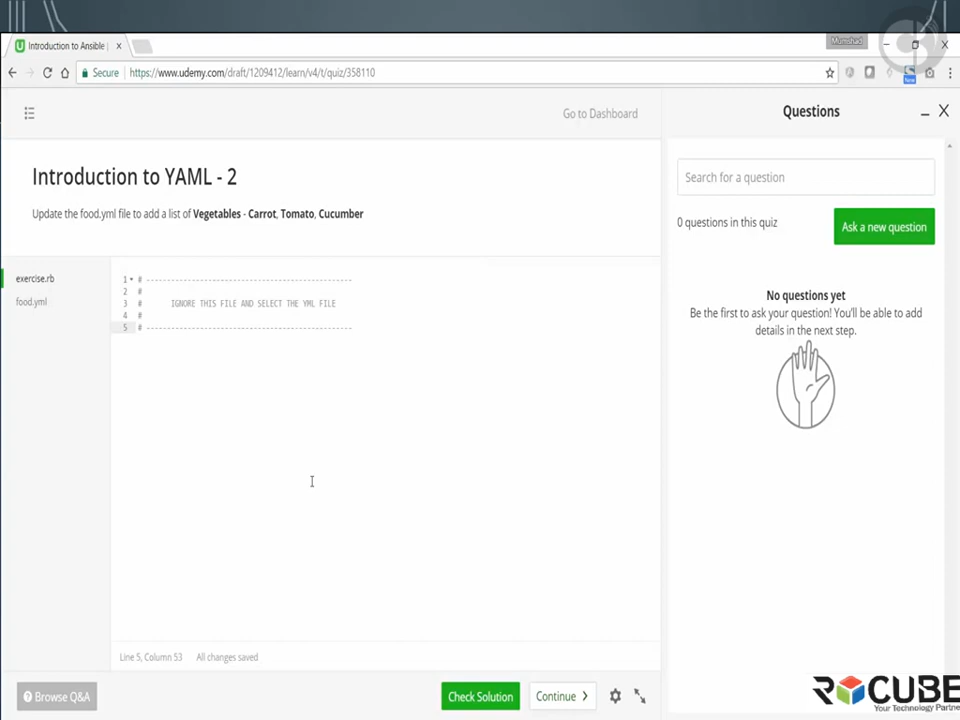 Introduction to Ansible |
Mumshad
Secure
https://www.udemy.com/draft/1209412/learn/v4/t/quiz/358110
New
Go to Dashboard
Questions
Introduction to YAML - 2
Update the food.yml file to add a list of Vegetables - Carrot, Tomato, Cucumber
Search for a question
0 questions in this quiz
Ask a new question
No questions yet
Be the first to ask your question! You'll be able to add
details in the next step.
exercise.rb
food.yml
1 # ----------------------------------------------
2 #
3 # IGNORE THIS FILE AND SELECT THE YML FILE
4 #
5 # ----------------------------------------------
Line 5, Column 53 All changes saved
? Browse Q&A
Check Solution
Continue
RCUBE
Your Technology Partne